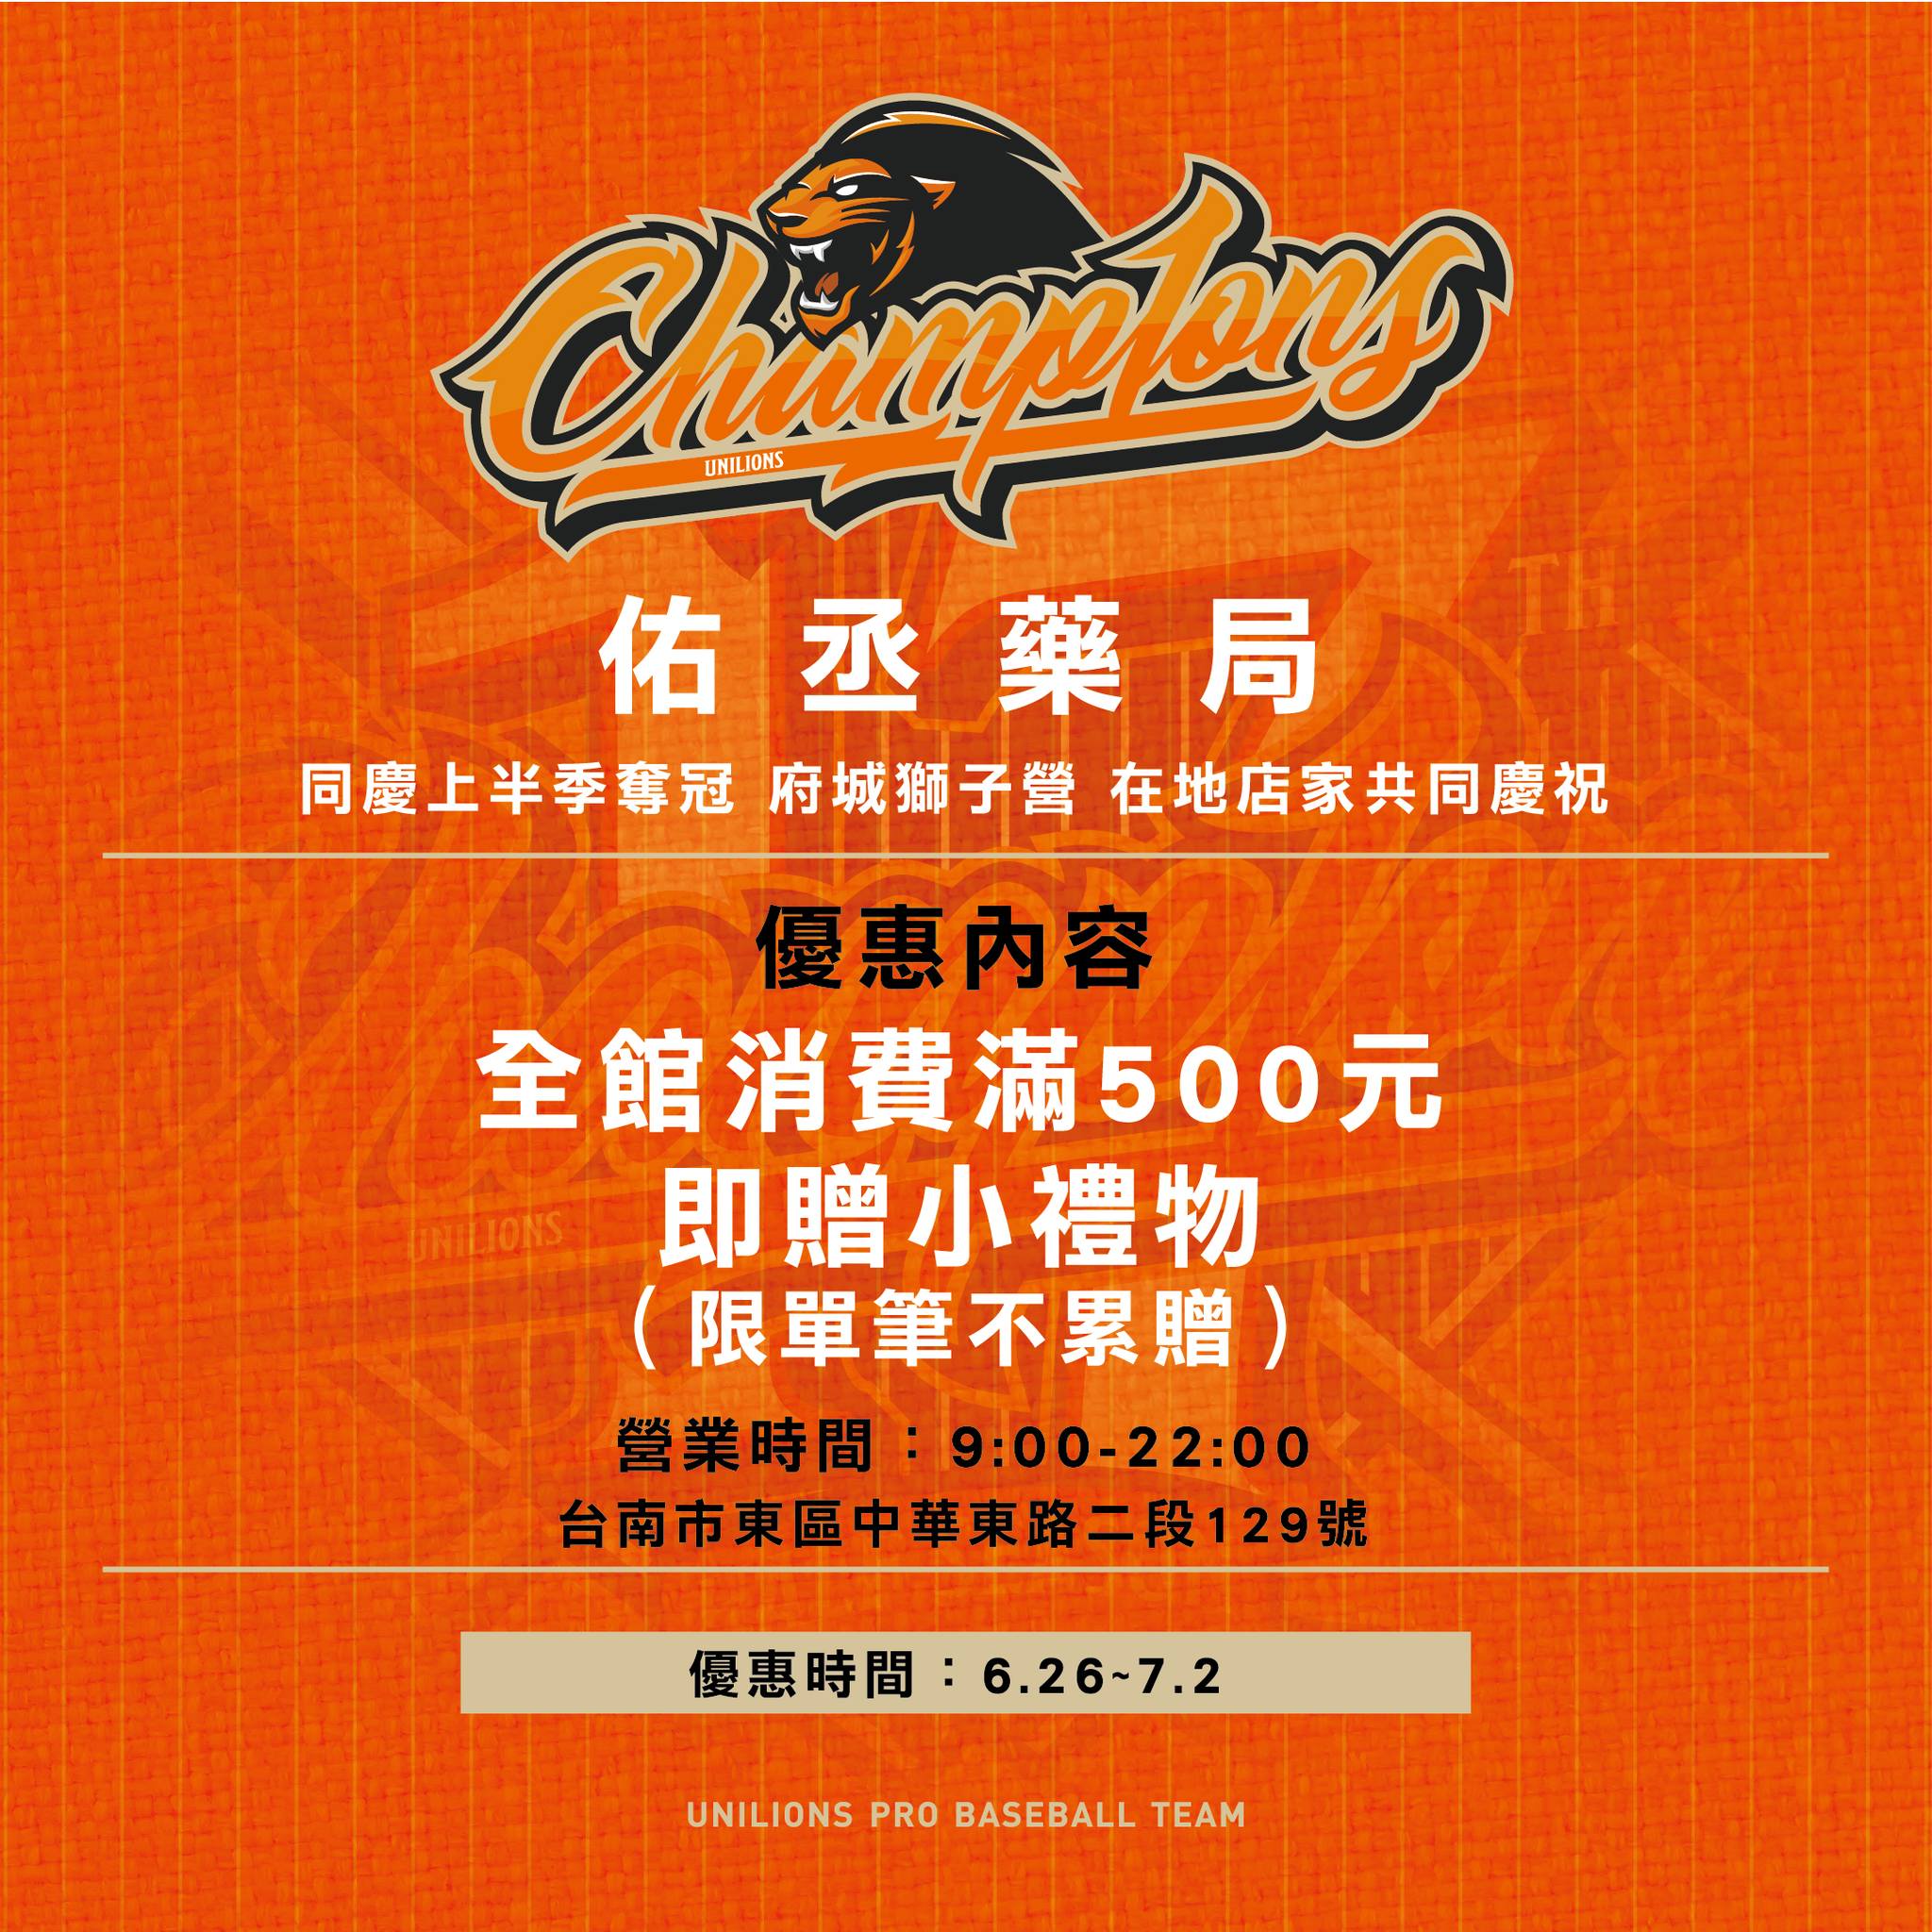 Champions
UNILIONS
佑丞藥局
同慶上半季奪冠 府城獅子營 在地店家共同慶祝
優惠內容
全館消費滿500元
即贈小禮物
(限單筆不累贈)
營業時間：9:00-22:00
台南市東區中華東路二段129號
優惠時間：6.26~7.2
UNILIONS PRO BASEBALL TEAM
TH
UNILIONS